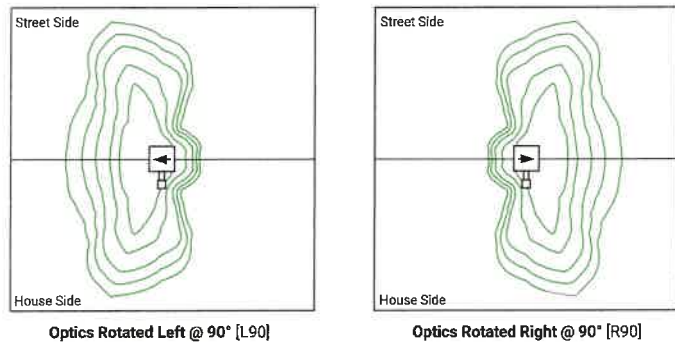 Street Side
Street Side
House Side
House Side
Optics Rotated Left @ 90° [L90]
Optics Rotated Right @ 90° [R90]